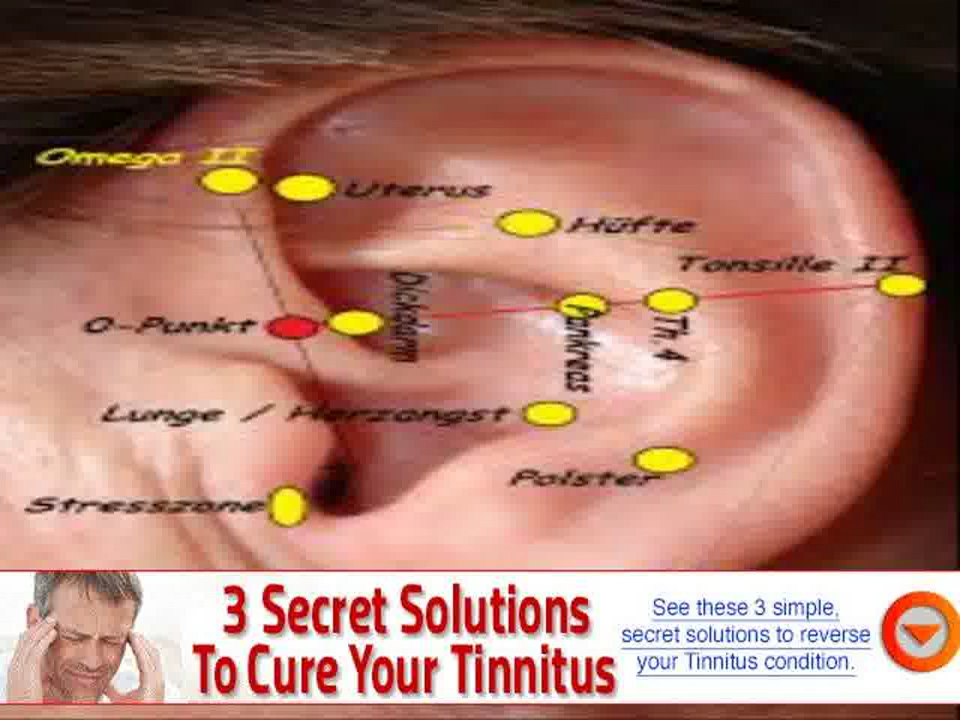 Omega II
Uterus
Hüfte
Tonsille II
Dickdarm
O-Punkt
Pankreas
Th.4
Lunge / Herzangst
Polster
Stresszone
3 Secret Solutions
To Cure Your Tinnitus
See these 3 simple,
secret solutions to reverse
your Tinnitus condition.